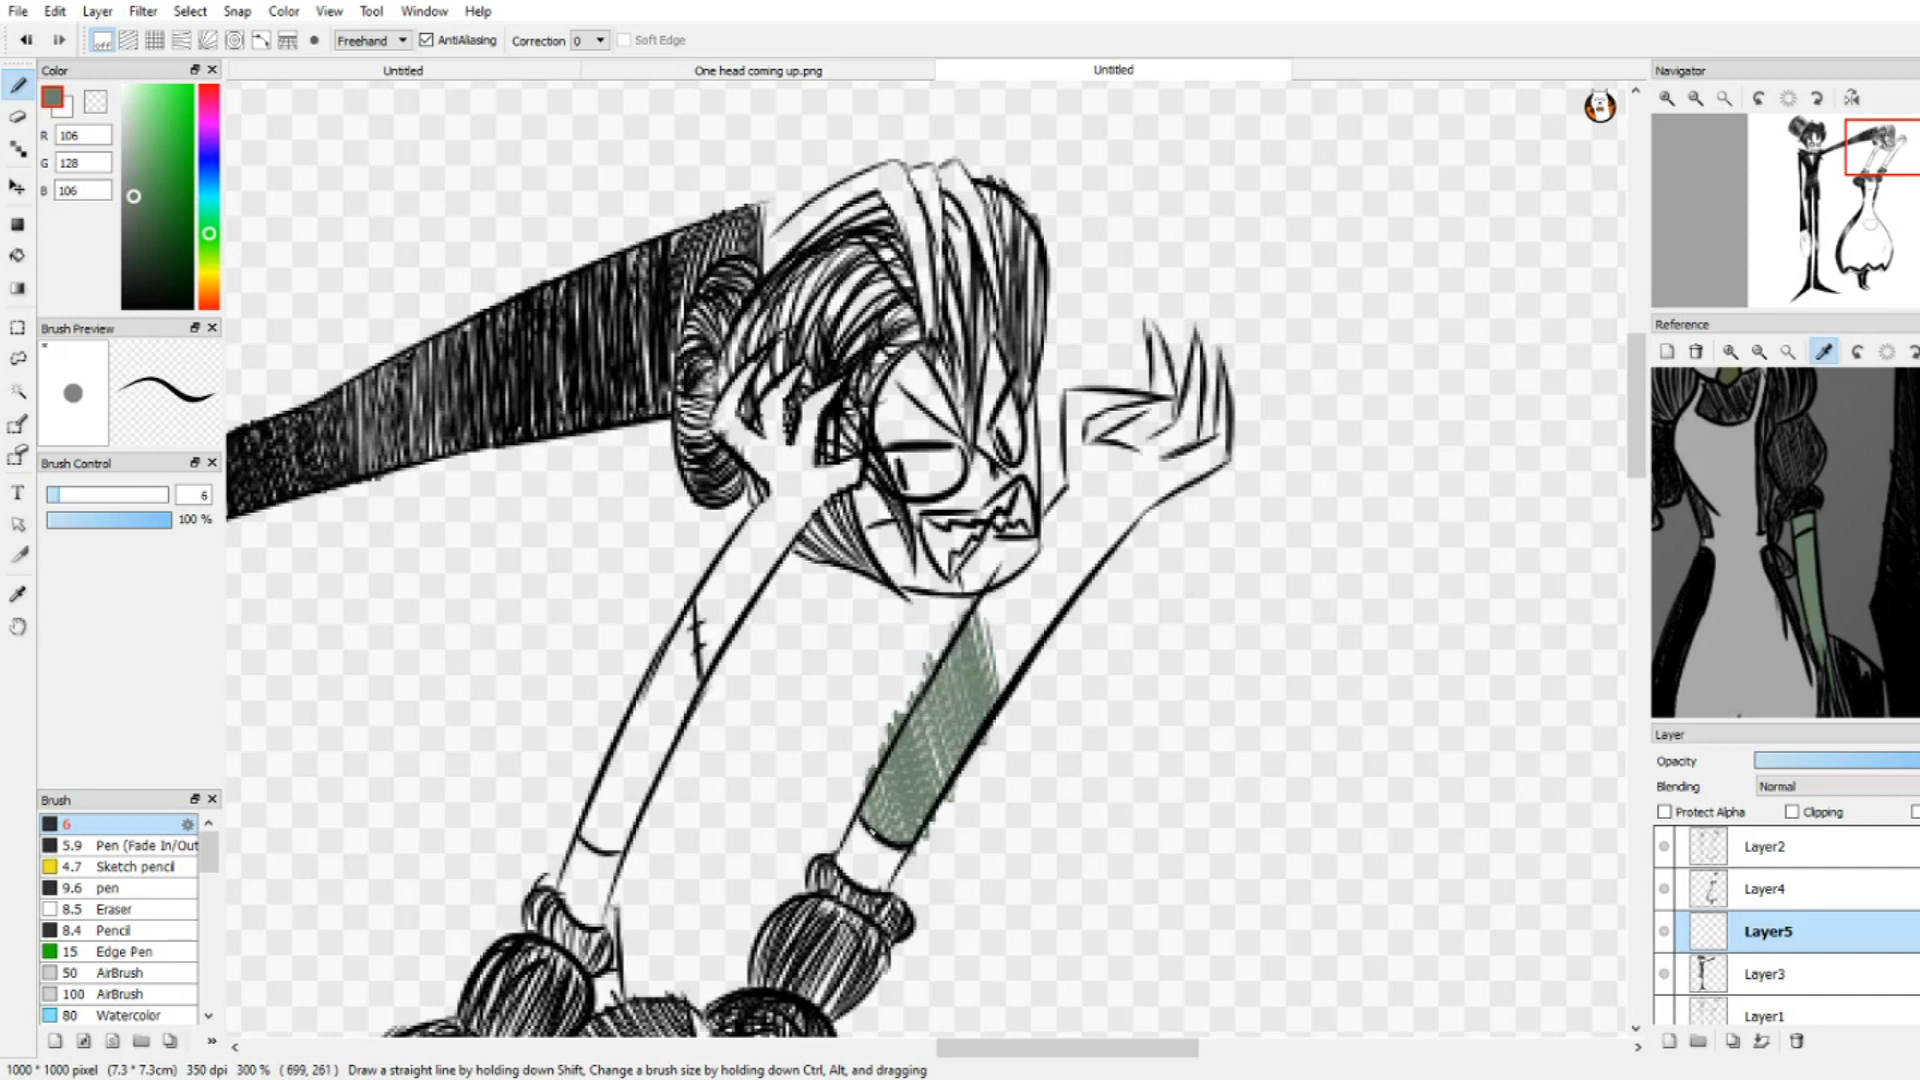 File Edit Layer Filter Select Snap Color View Tool Window Help
off Freehand AntiAliasing Correction 0 Soft Edge
Color Untitled One head coming up.png Untitled Navigator
R 106
G 128
B 106
Brush Preview
*
Reference
Brush Control
6
100 %
Layer
Opacity
Blending Normal
Protect Alpha Clipping
Brush
6
5.9 Pen (Fade In/Out
4.7 Sketch pencil
9.6 pen
8.5 Eraser
8.4 Pencil
15 Edge Pen
50 AirBrush
100 AirBrush
80 Watercolor
Layer2
Layer4
Layer5
Layer3
Layer1
1000 * 1000 pixel (7.3 * 7.3cm) 350 dpi 300 % ( 699, 261 ) Draw a straight line by holding down Shift, Change a brush size by holding down Ctrl, Alt, and dragging